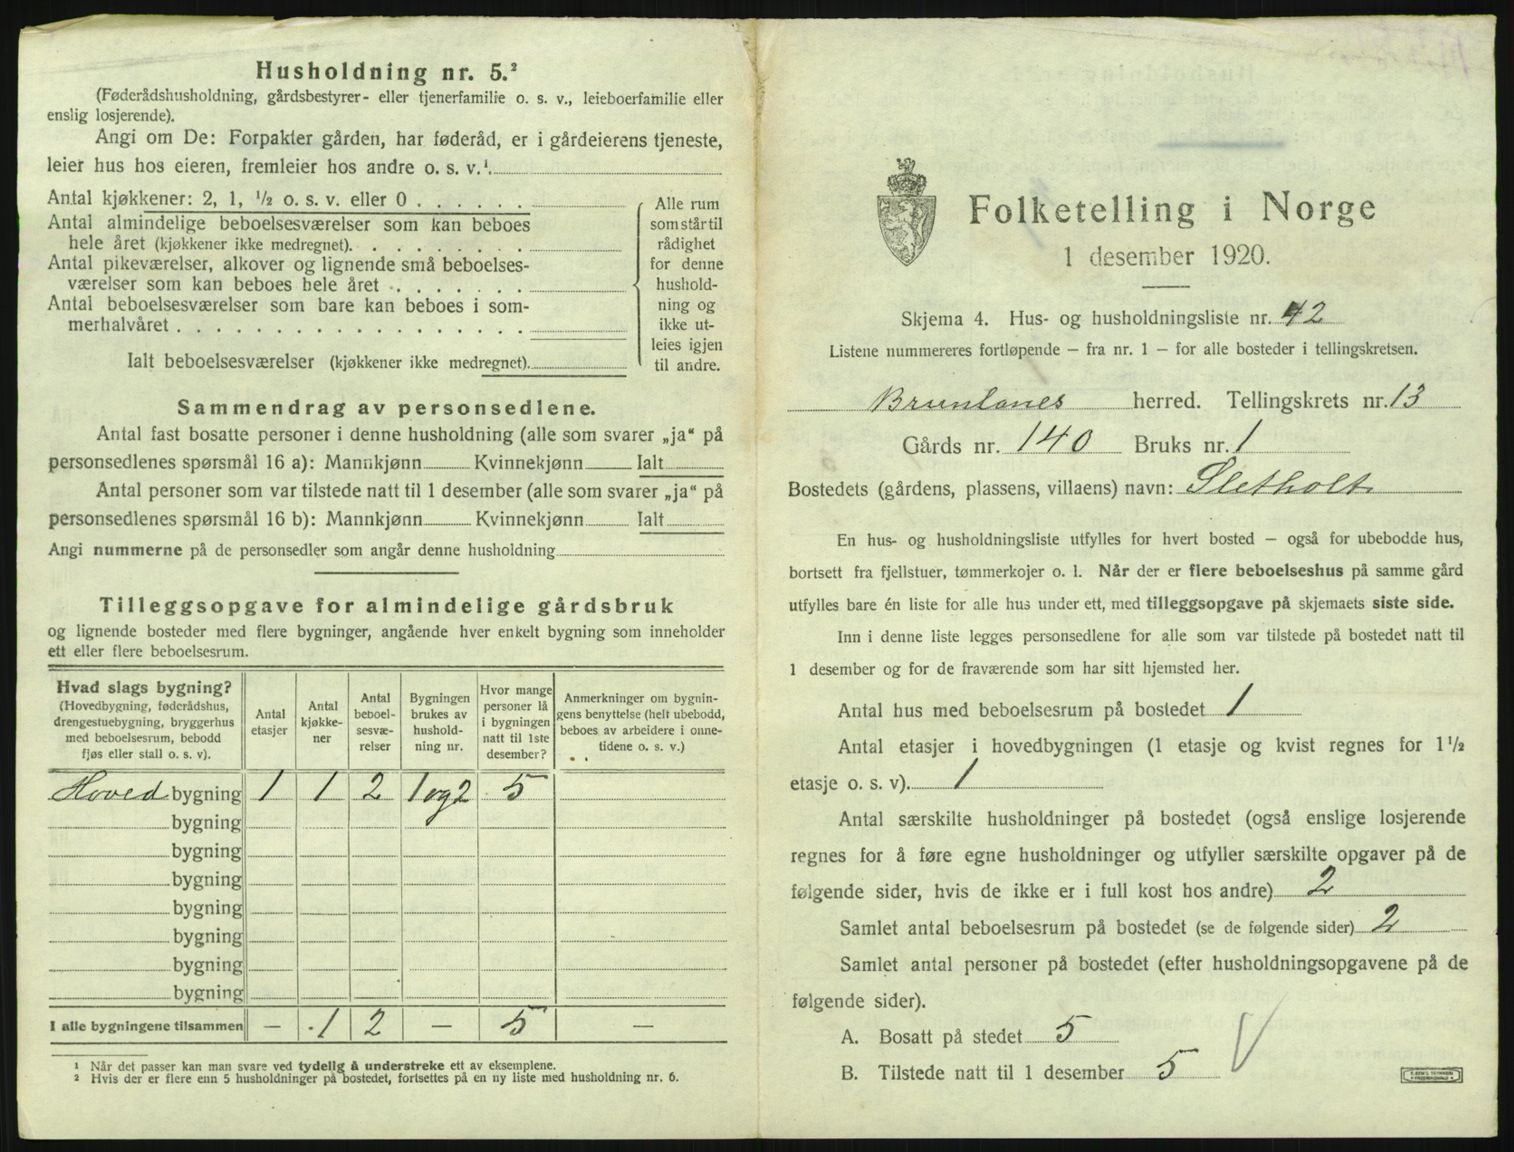 Husholdning nr. 5.²
(Føderådshusholdning, gårdsbestyrer- eller tjenerfamilie o. s. v., leieboerfamilie eller
enslig losjerende).
Angi om De: Forpakter gården, har føderåd, er i gårdeierens tjeneste,
leier hus hos eieren, fremleier hos andre o. s. v.¹
Antal kjøkkener: 2, 1, ½ o. s. v. eller 0
Antal almindelige beboelsesværelser som kan beboes
hele året (kjøkkener ikke medregnet).
Antal pikeværelser, alkover og lignende små beboelses-
værelser som kan beboes hele året
Antal beboelsesværelser som bare kan beboes i som-
merhalvåret
Ialt beboelsesværelser (kjøkkener ikke medregnet).
Alle rum
som står til
rådighet
for denne
hushold-
ning og
ikke ut-
leies igjen
til andre.
Sammendrag av personsedlene.
Antal fast bosatte personer i denne husholdning (alle som svarer „ja“ på
personsedlenes spørsmål 16 a): Mannkjønn Kvinnekjønn Ialt
Antal personer som var tilstede natt til 1 desember (alle som svarer „ja“ på
personsedlenes spørsmål 16 b): Mannkjønn Kvinnekjønn Ialt
Angi nummerne på de personsedler som angår denne husholdning
Tilleggsopgave for almindelige gårdsbruk
og lignende bosteder med flere bygninger, angående hver enkelt bygning som inneholder
ett eller flere beboelsesrum.
Hvad slags bygning?
(Hovedbygning, føderådshus,
drengestuebygning, bryggerhus
med beboelsesrum, bebodd
fjøs eller stall o. s. v).
Antal
etasjer
Antal
kjøkke-
ner
Antal
beboel-
sesvæ-
relser
Bygningen
brukes av
hushold-
ning nr.
Hvor mange
personer lå
i bygningen
natt til 1ste
desember?
Anmerkninger om bygnin-
gens benyttelse (helt ubebodd,
beboes av arbeidere i onne-
tidene o. s. v.)
Hoved bygning 1 1 2 1 og 2 5
bygning
bygning
bygning
bygning
bygning
bygning
bygning
I alle bygningene tilsammen — 1 2 — 5 —
¹ Når det passer kan man svare ved tydelig å understreke ett av eksemplene.
² Hvis der er flere enn 5 husholdninger på bostedet, fortsettes på en ny liste med husholdning nr. 6.
Folketelling i Norge
1 desember 1920.
Skjema 4. Hus- og husholdningsliste nr. 42
Listene nummereres fortløpende — fra nr. 1 — for alle bosteder i tellingskretsen.
Brunlanes herred. Tellingskrets nr. 13
Gårds nr. 140 Bruks nr. 1
Bostedets (gårdens, plassens, villaens) navn: Sletholt
En hus- og husholdningsliste utfylles for hvert bosted — også for ubebodde hus,
bortsett fra fjellstuer, tømmerkojer o. l. Når der er flere beboelseshus på samme gård
utfylles bare én liste for alle hus under ett, med tilleggsopgave på skjemaets siste side.
Inn i denne liste legges personsedlene for alle som var tilstede på bostedet natt til
1 desember og for de fraværende som har sitt hjemsted her.
Antal hus med beboelsesrum på bostedet 1
Antal etasjer i hovedbygningen (1 etasje og kvist regnes for 1½
etasje o. s. v). 1
Antal særskilte husholdninger på bostedet (også enslige losjerende
regnes for å føre egne husholdninger og utfyller særskilte opgaver på de
følgende sider, hvis de ikke er i full kost hos andre) 2
Samlet antal beboelsesrum på bostedet (se de følgende sider) 2
Samlet antal personer på bostedet (efter husholdningsopgavene på de
følgende sider).
A. Bosatt på stedet 5
B. Tilstede natt til 1 desember 5